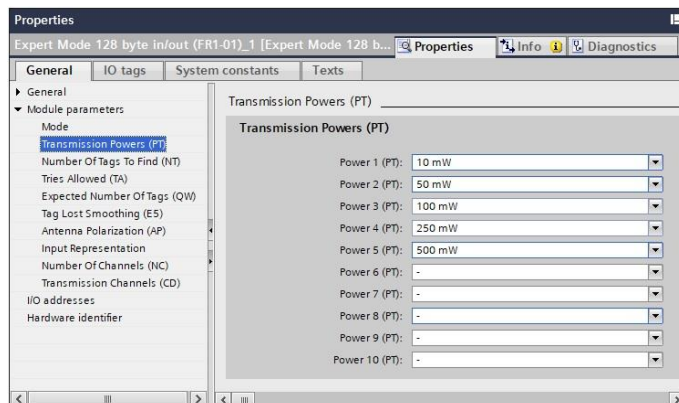 Properties
Expert Mode 128 byte in/out (FR1-01)_1 [Expert Mode 128 b...
Properties
Info
Diagnostics
General
IO tags
System constants
Texts
General
Module parameters
Mode
Transmission Powers (PT)
Number Of Tags To Find (NT)
Tries Allowed (TA)
Expected Number Of Tags (QW)
Tag Lost Smoothing (E5)
Antenna Polarization (AP)
Input Representation
Number Of Channels (NC)
Transmission Channels (CD)
I/O addresses
Hardware identifier
Transmission Powers (PT)
Transmission Powers (PT)
Power 1 (PT): 10 mW
Power 2 (PT): 50 mW
Power 3 (PT): 100 mW
Power 4 (PT): 250 mW
Power 5 (PT): 500 mW
Power 6 (PT): -
Power 7 (PT): -
Power 8 (PT): -
Power 9 (PT): -
Power 10 (PT): -